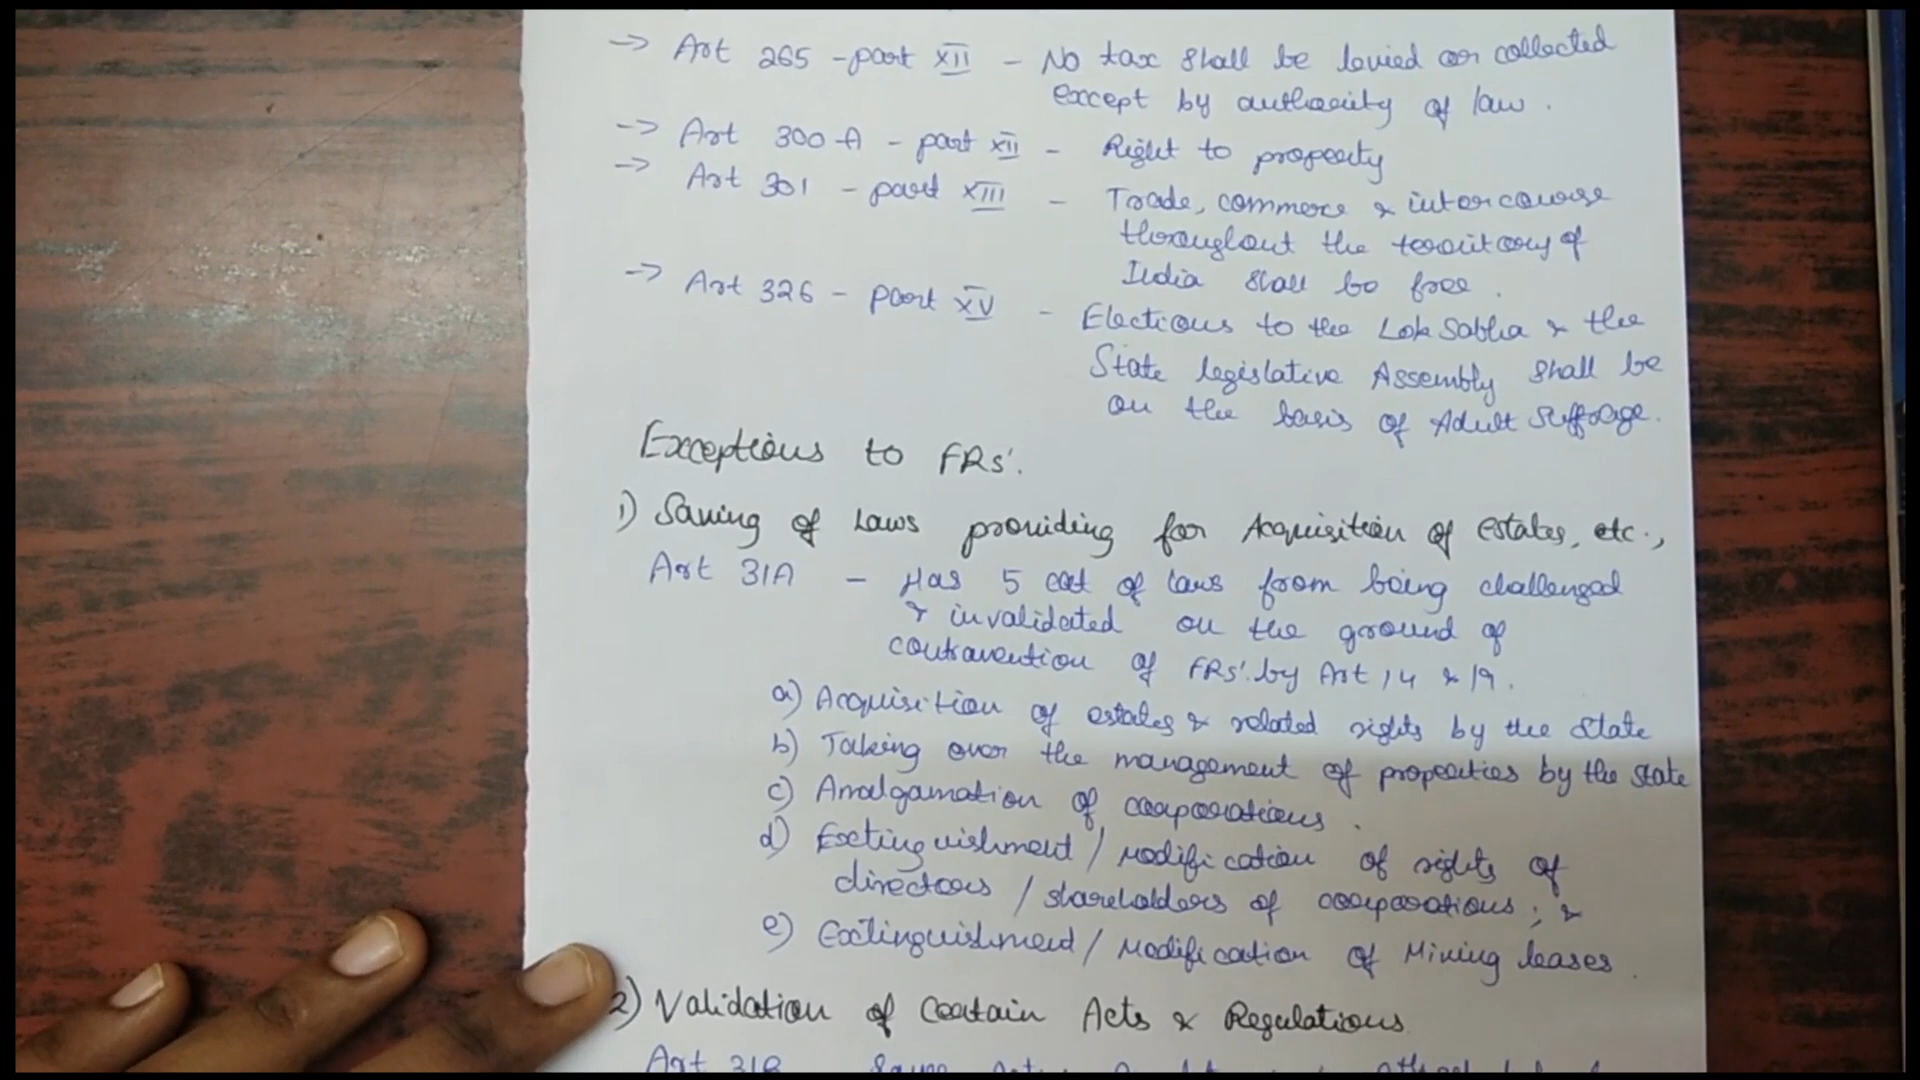 -> Art 265 - part XII - No tax shall be levied or collected
except by authority of law.
-> Art 300-A - part XII - Right to property
-> Art 301 - part XIII - Trade, commerce & intercourse
throughout the territory of
India shall be free.
-> Art 326 - part XV - Elections to the Lok Sabha & the
State legislative Assembly shall be
on the basis of Adult Suffrage.
Exceptions to FRs'.
1) Saving of Laws providing for Acquisition of estates, etc.,
Art 31A - Has 5 cat of laws from being challenged
& invalidated on the ground of
contravention of FRs'. by Art 14 & 19.
a) Acquisition of estates & related rights by the State
b) Taking over the management of properties by the State
c) Amalgamation of corporations.
d) Extinguishment / Modification of rights of
directors / shareholders of corporations; &
e) Extinguishment / Modification of Mining leases.
2) Validation of Certain Acts & Regulations
Art 31B